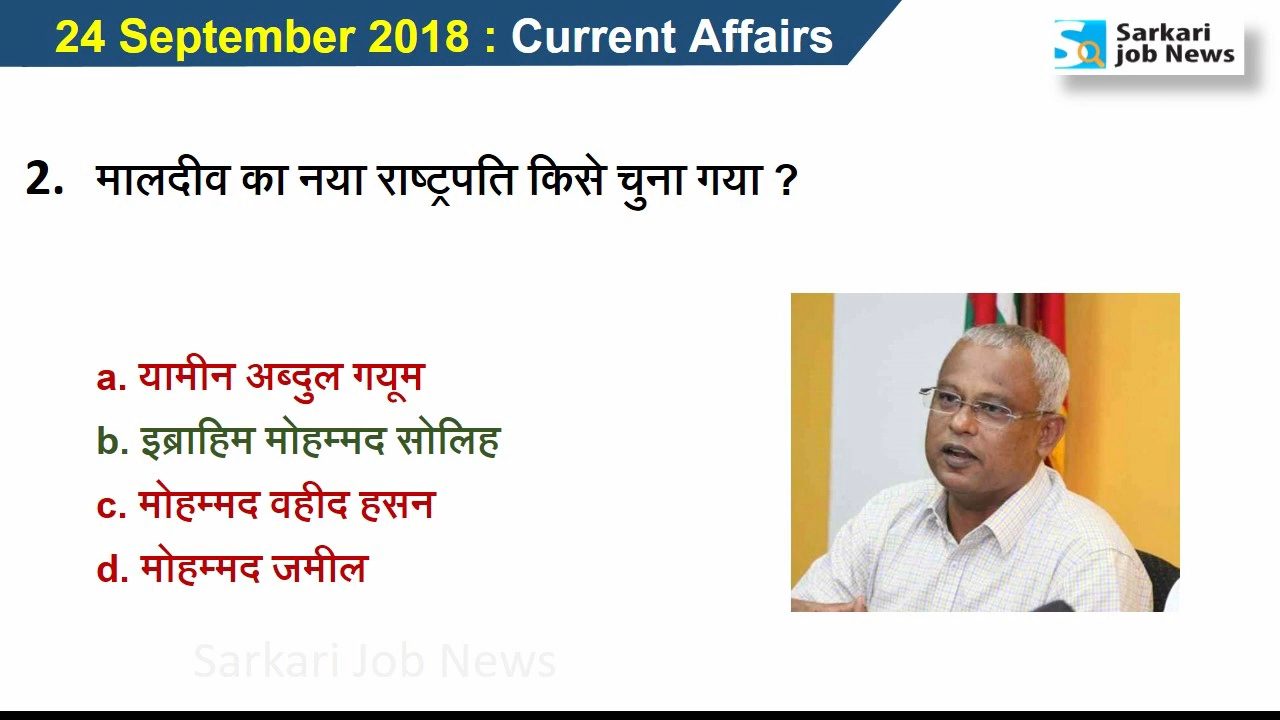 24 September 2018 : Current Affairs
Sarkari
Job News
2. मालदीव का नया राष्ट्रपति किसे चुना गया ?
a. यामीन अब्दुल गयूम
b. इब्राहिम मोहम्मद सोलिह
c. मोहम्मद वहीद हसन
d. मोहम्मद जमील
Sarkari Job News